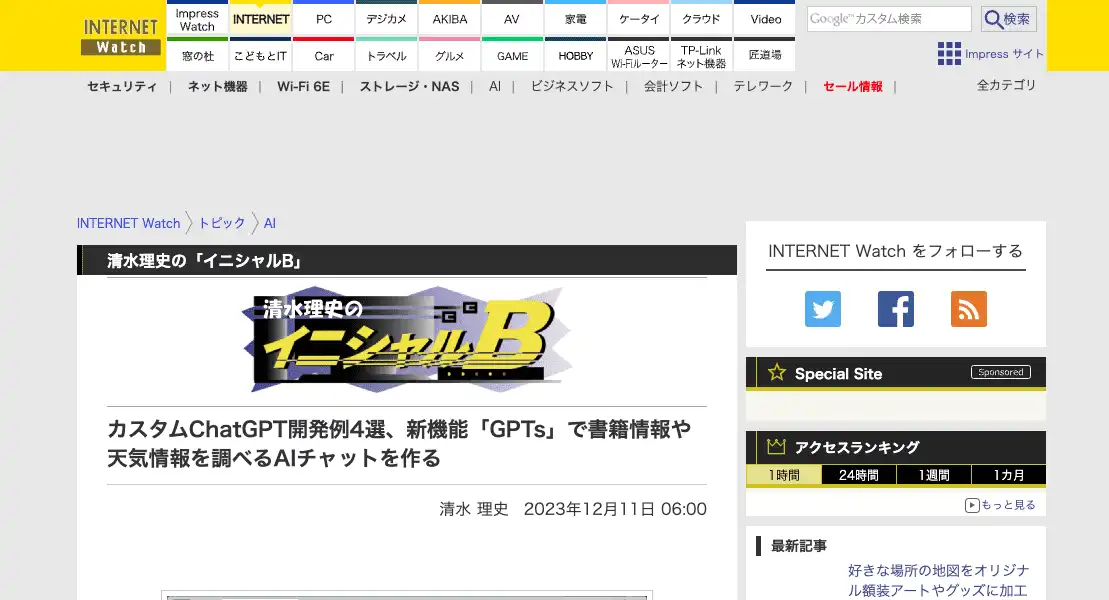 INTERNET
Watch
Impress Watch
INTERNET
PC
デジカメ
AKIBA
AV
家電
ケータイ
クラウド
Video
窓の杜
こどもとIT
Car
トラベル
グルメ
GAME
HOBBY
ASUS Wi-Fiルーター
TP-Link ネット機器
匠道場
Google™カスタム検索
検索
Impress サイト
セキュリティ | ネット機器 | Wi-Fi 6E | ストレージ・NAS | AI | ビジネスソフト | 会計ソフト | テレワーク | セール情報 |
全カテゴリ
INTERNET Watch 〉トピック 〉AI
清水理史の「イニシャルB」
清水理史の
イニシャルB
カスタムChatGPT開発例4選、新機能「GPTs」で書籍情報や
天気情報を調べるAIチャットを作る
清水 理史 2023年12月11日 06:00
INTERNET Watch をフォローする
Special Site
Sponsored
アクセスランキング
1時間
24時間
1週間
1カ月
もっと見る
最新記事
好きな場所の地図をオリジナ
ル額装アートやグッズに加工